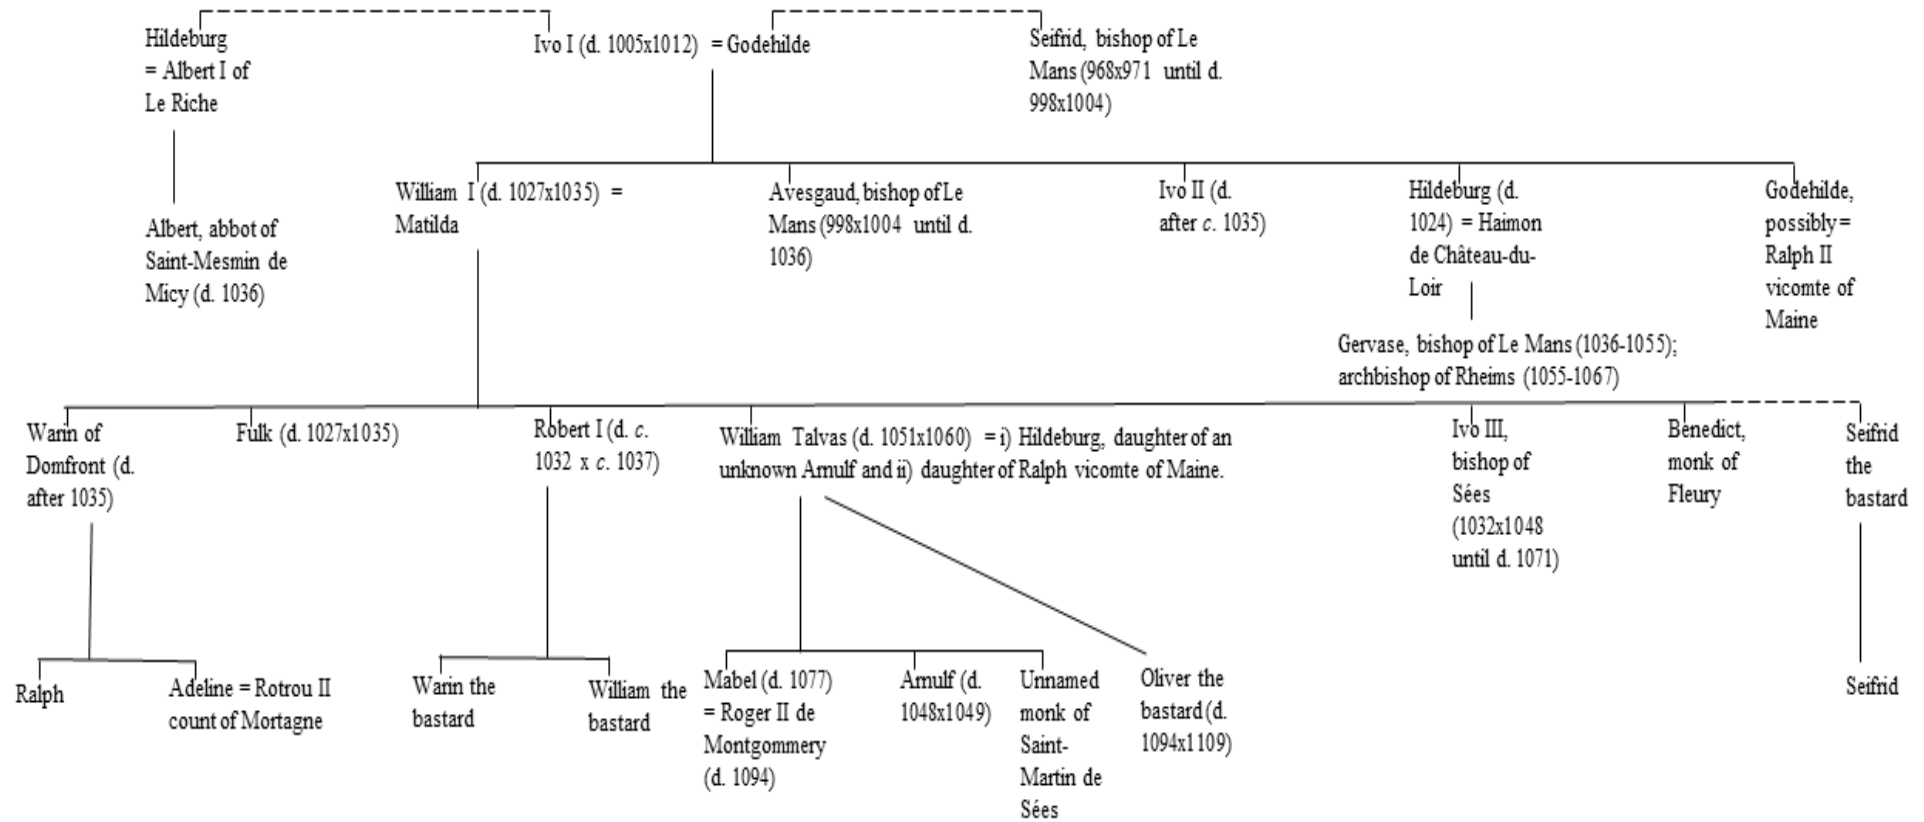 Hildeburg
= Albert I of
Le Riche
Ivo I (d. 1005x1012) = Godehilde
Seifrid, bishop of Le
Mans (968x971 until d.
998x1004)
Albert, abbot of
Saint-Mesmin de
Micy (d. 1036)
William I (d. 1027x1035) =
Matilda
Avesgaud, bishop of Le
Mans (998x1004 until d.
1036)
Ivo II (d.
after c. 1035)
Hildeburg (d.
1024) = Haimon
de Château-du-
Loir
Godehilde,
possibly =
Ralph II
vicomte of
Maine
Gervase, bishop of Le Mans (1036-1055);
archbishop of Rheims (1055-1067)
Warin of
Domfront (d.
after 1035)
Fulk (d. 1027x1035)
Robert I (d. c.
1032 x c. 1037)
William Talvas (d. 1051x1060) = i) Hildeburg, daughter of an
unknown Arnulf and ii) daughter of Ralph vicomte of Maine.
Ivo III,
bishop of
Sées
(1032x1048
until d. 1071)
Benedict,
monk of
Fleury
Seifrid
the
bastard
Ralph
Adeline = Rotrou II
count of Mortagne
Warin the
bastard
William the
bastard
Mabel (d. 1077)
= Roger II de
Montgommery
(d. 1094)
Arnulf (d.
1048x1049)
Unnamed
monk of
Saint-
Martin de
Sées
Oliver the
bastard (d.
1094x1109)
Seifrid